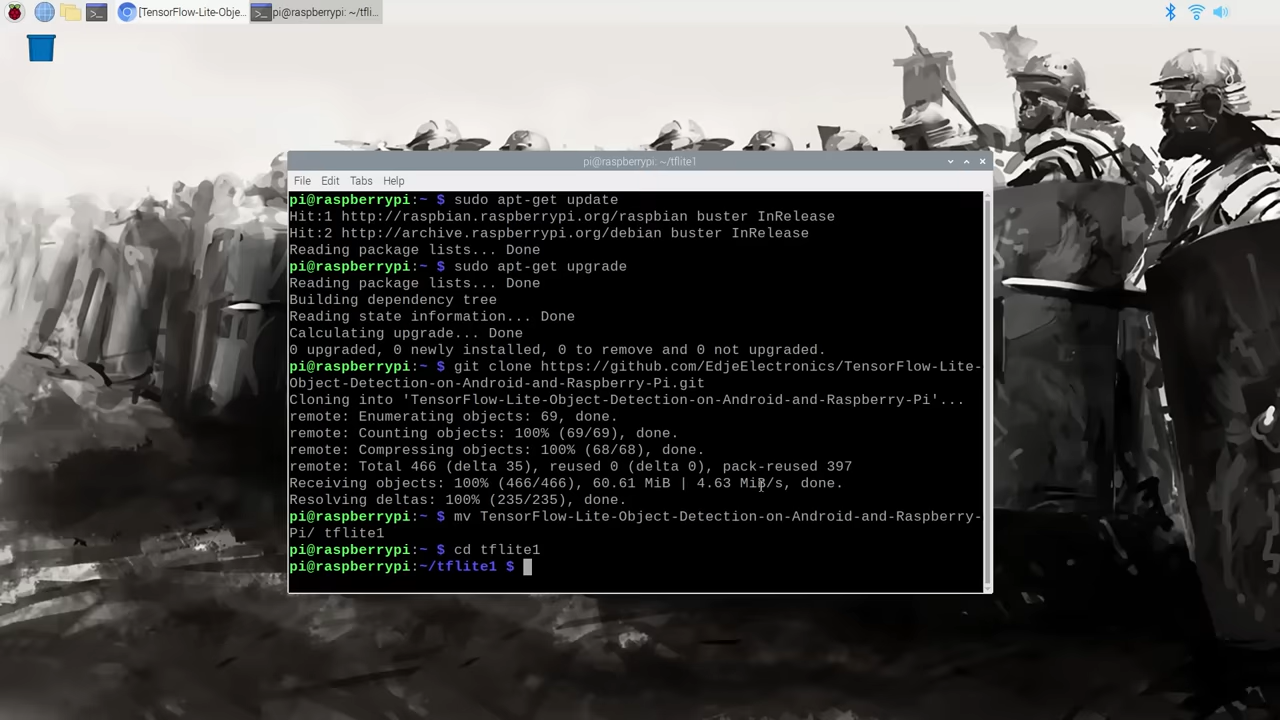 [TensorFlow-Lite-Obje...
pi@raspberrypi: ~/tfli...
pi@raspberrypi: ~/tflite1
File Edit Tabs Help
pi@raspberrypi:~ $ sudo apt-get update
Hit:1 http://raspbian.raspberrypi.org/raspbian buster InRelease
Hit:2 http://archive.raspberrypi.org/debian buster InRelease
Reading package lists... Done
pi@raspberrypi:~ $ sudo apt-get upgrade
Reading package lists... Done
Building dependency tree
Reading state information... Done
Calculating upgrade... Done
0 upgraded, 0 newly installed, 0 to remove and 0 not upgraded.
pi@raspberrypi:~ $ git clone https://github.com/EdjeElectronics/TensorFlow-Lite-
Object-Detection-on-Android-and-Raspberry-Pi.git
Cloning into 'TensorFlow-Lite-Object-Detection-on-Android-and-Raspberry-Pi'...
remote: Enumerating objects: 69, done.
remote: Counting objects: 100% (69/69), done.
remote: Compressing objects: 100% (68/68), done.
remote: Total 466 (delta 35), reused 0 (delta 0), pack-reused 397
Receiving objects: 100% (466/466), 60.61 MiB | 4.63 MiB/s, done.
Resolving deltas: 100% (235/235), done.
pi@raspberrypi:~ $ mv TensorFlow-Lite-Object-Detection-on-Android-and-Raspberry-
Pi/ tflite1
pi@raspberrypi:~ $ cd tflite1
pi@raspberrypi:~/tflite1 $